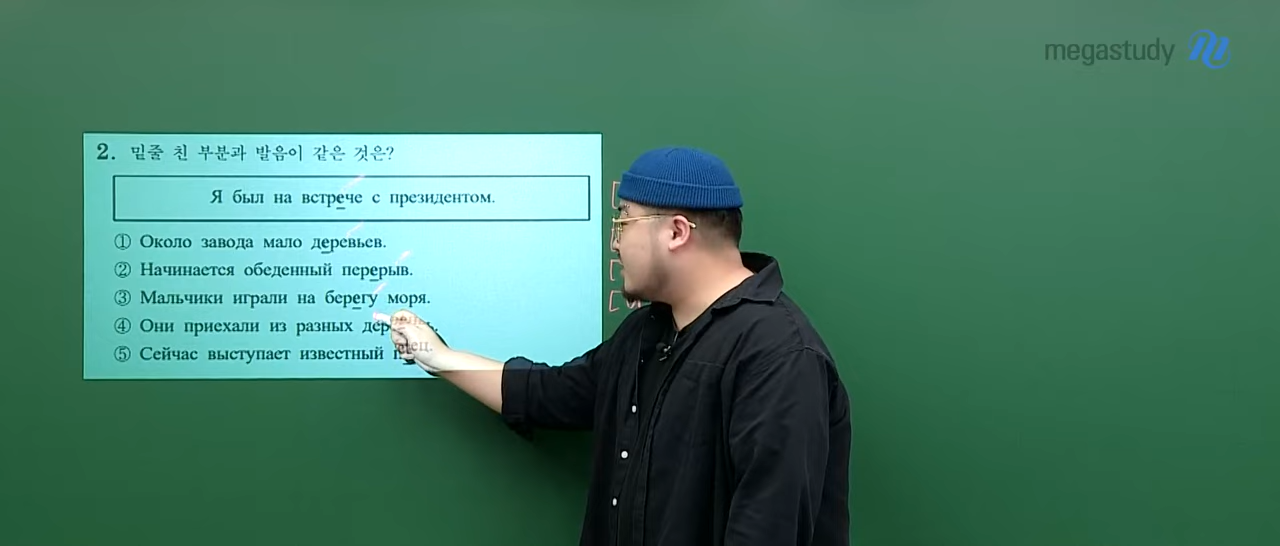 megastudy
2. 밑줄 친 부분과 발음이 같은 것은?
Я был на встрече с президентом.
① Около завода мало деревьев.
② Начинается обеденный перерыв.
③ Мальчики играли на берегу моря.
④ Они приехали из разных
⑤ Сейчас выступает известный